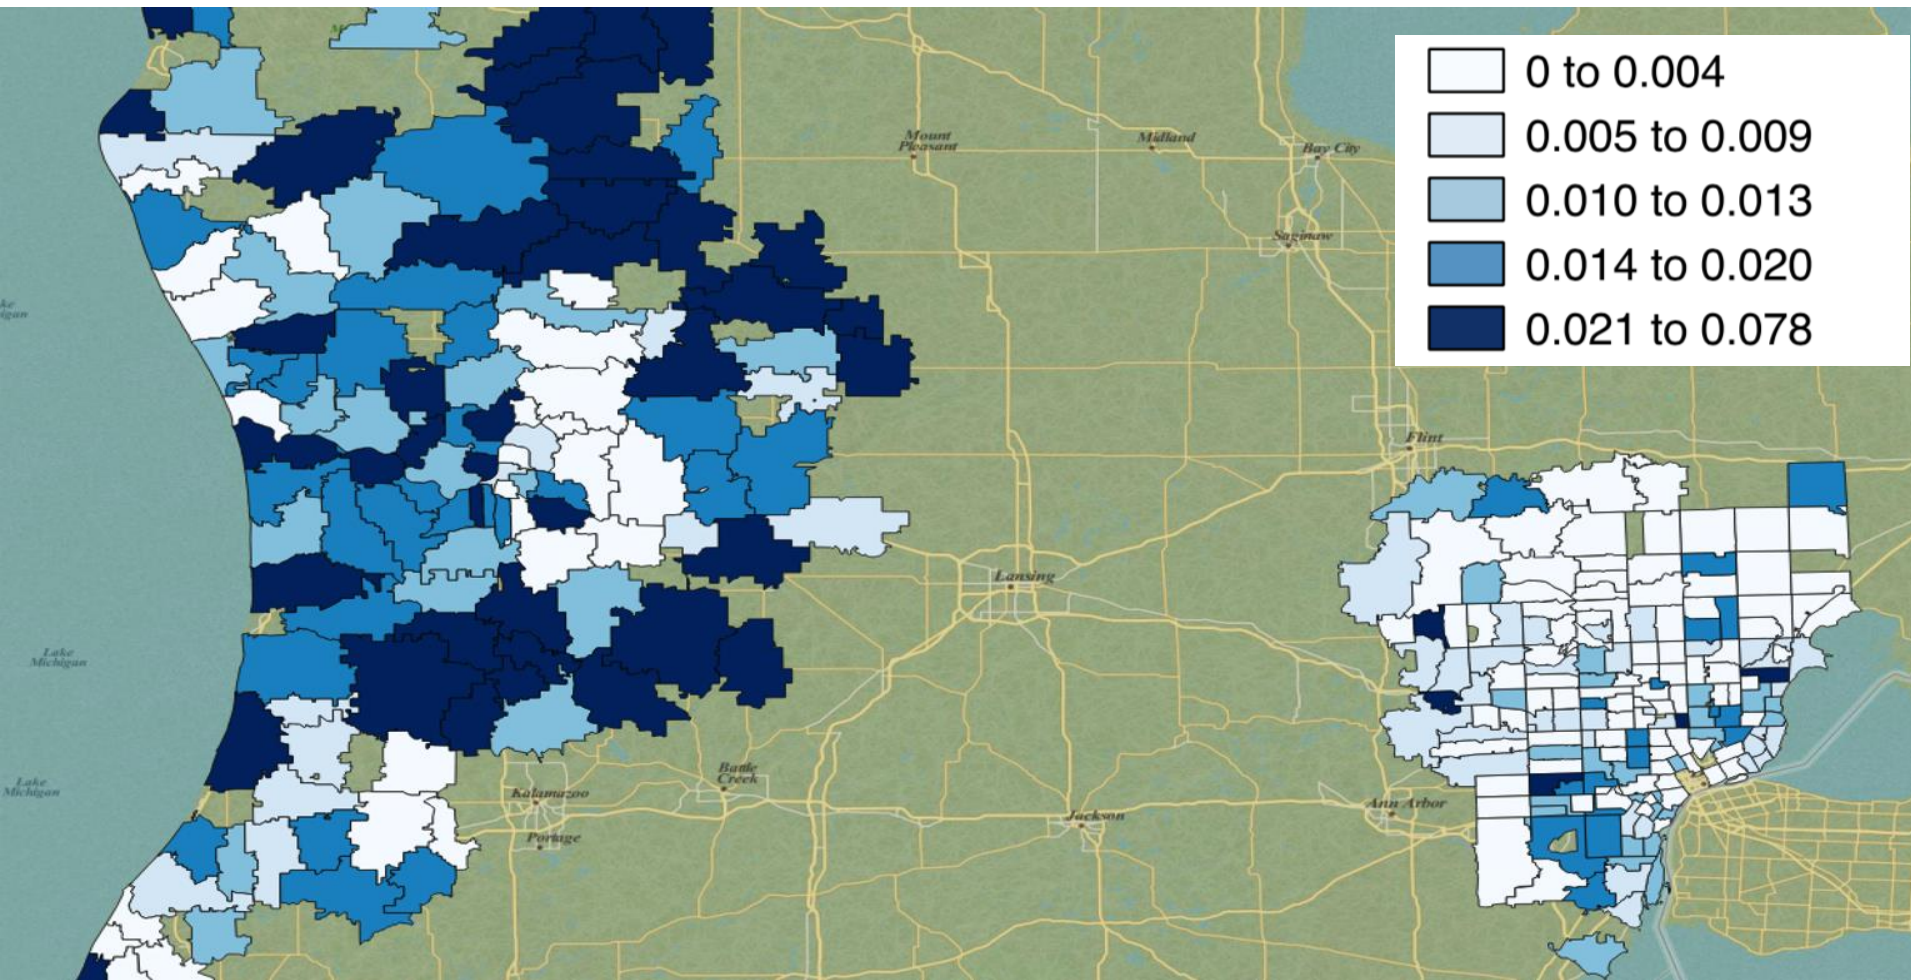 0 to 0.004
0.005 to 0.009
0.010 to 0.013
0.014 to 0.020
0.021 to 0.078
Mount
Pleasant
Midland
Bay City
Saginaw
ke
igan
Flint
Lansing
Lake
Michigan
Lake
Michigan
Battle
Creek
Kalamazoo
Portage
Jackson
Ann Arbor